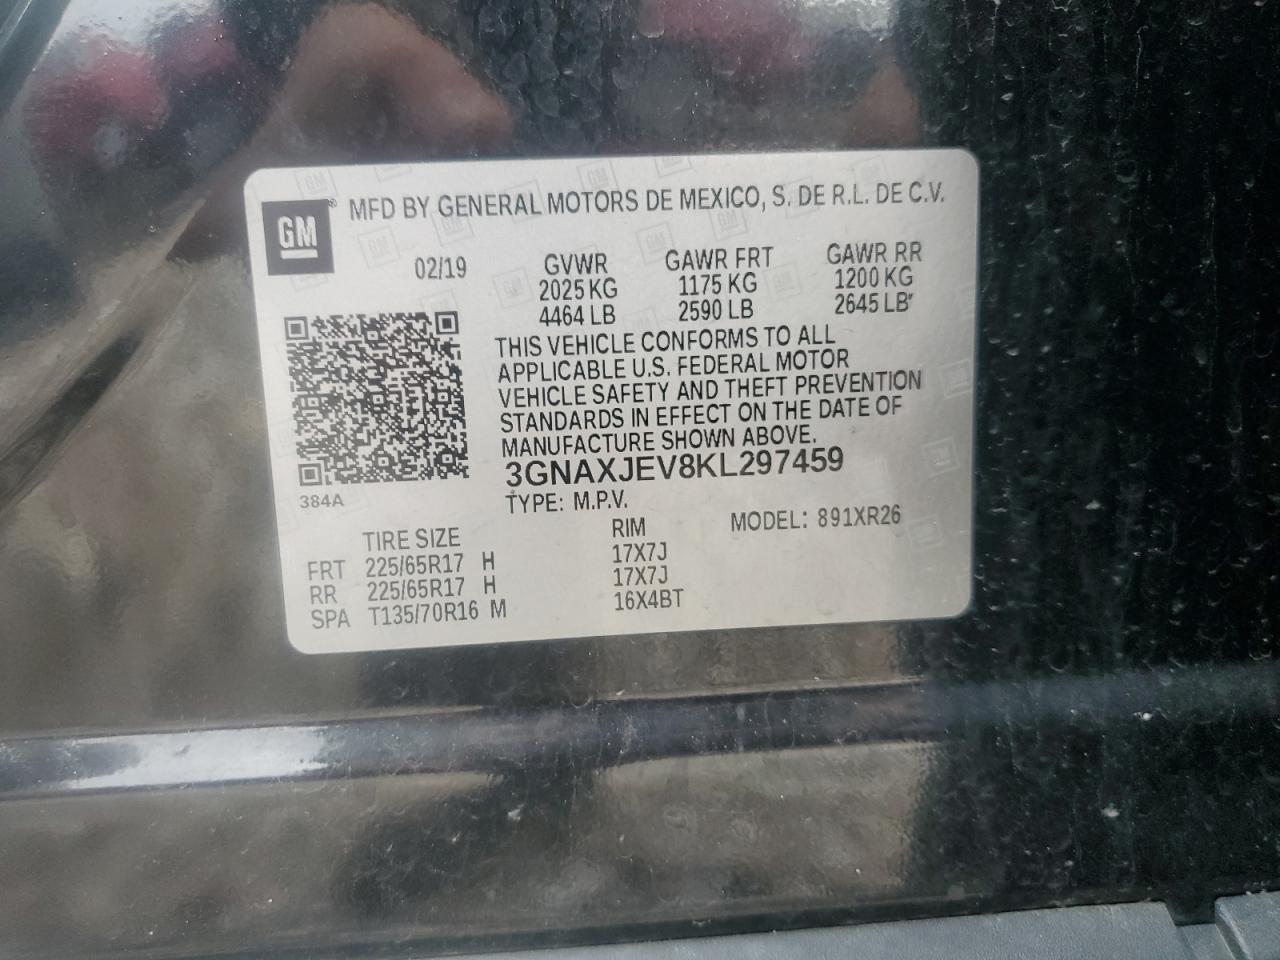 GM® MFD BY GENERAL MOTORS DE MEXICO, S. DE R.L. DE C.V.
02/19 GVWR GAWR FRT GAWR RR
2025 KG 1175 KG 1200 KG
4464 LB 2590 LB 2645 LB
THIS VEHICLE CONFORMS TO ALL
APPLICABLE U.S. FEDERAL MOTOR
VEHICLE SAFETY AND THEFT PREVENTION
STANDARDS IN EFFECT ON THE DATE OF
MANUFACTURE SHOWN ABOVE.
3GNAXJEV8KL297459
384A
TYPE: M.P.V.
TIRE SIZE RIM MODEL: 891XR26
FRT 225/65R17 H 17X7J
RR 225/65R17 H 17X7J
SPA T135/70R16 M 16X4BT